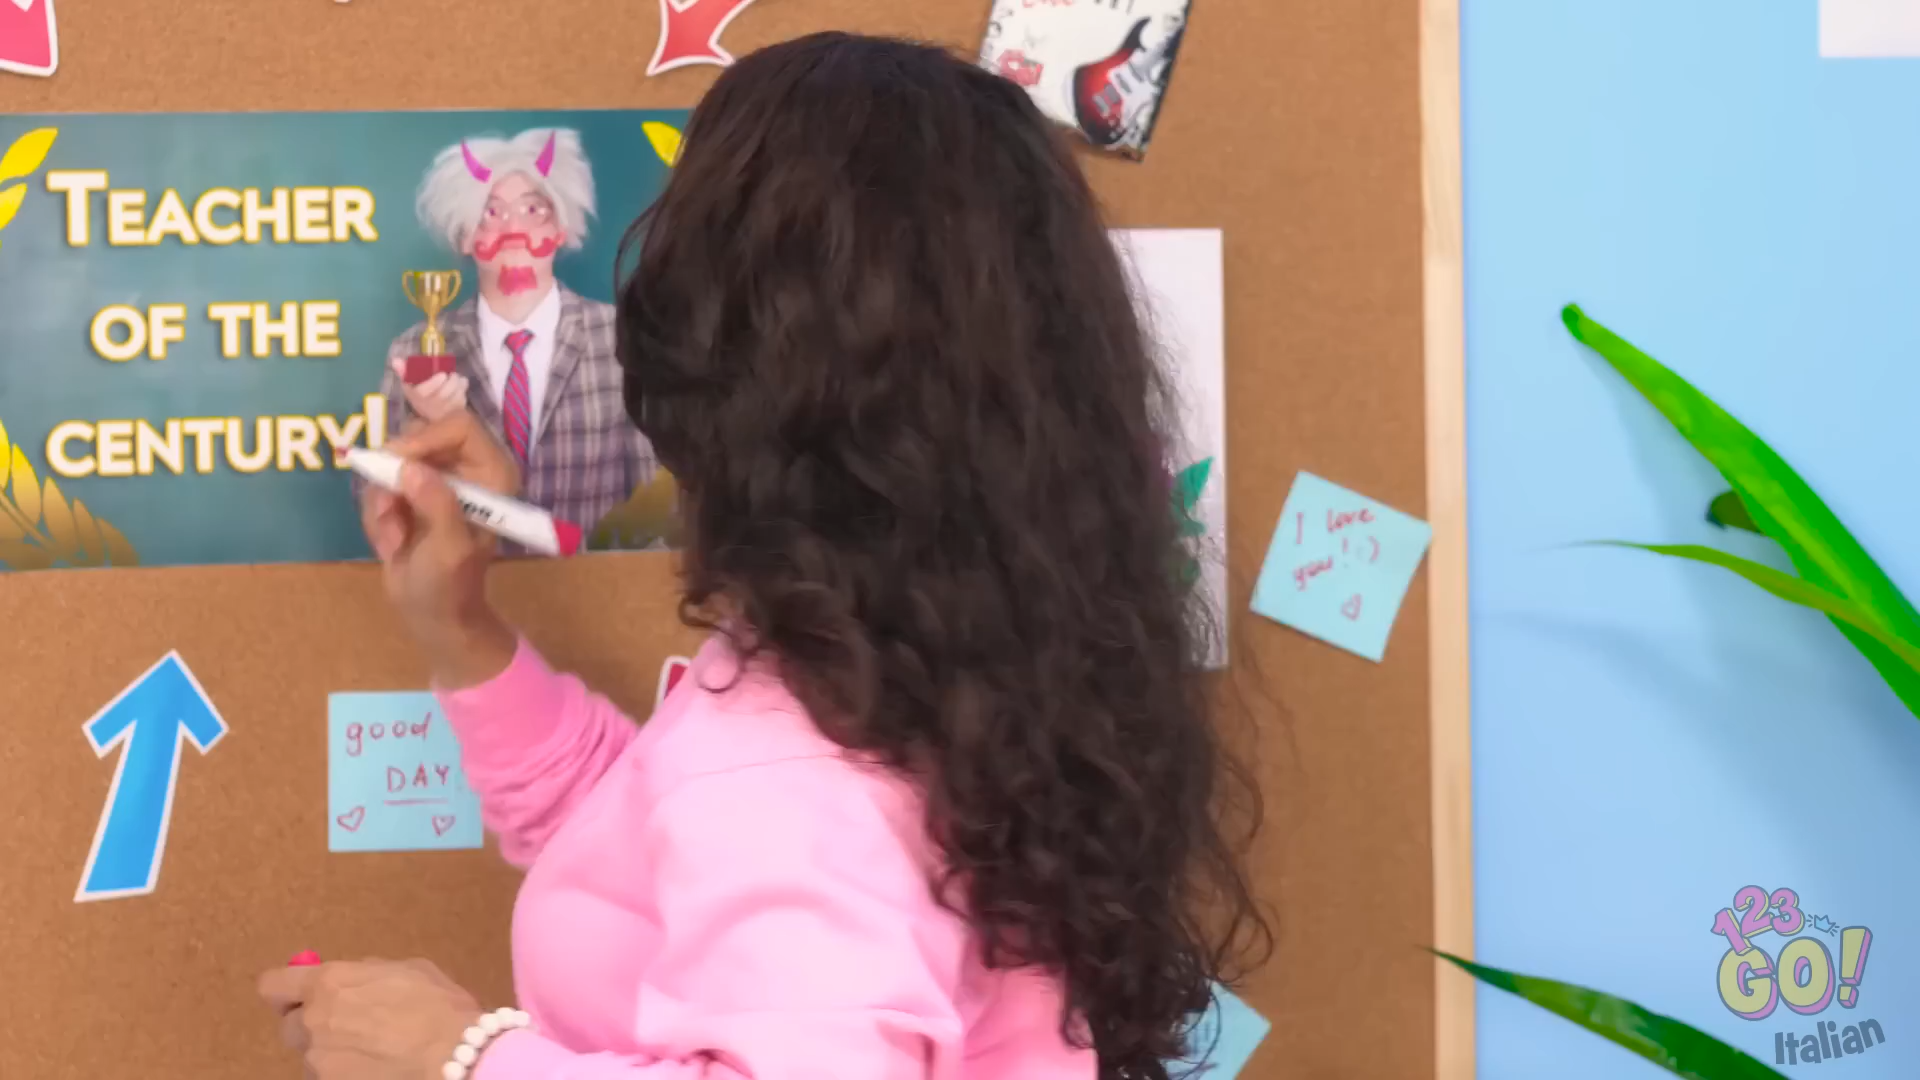 TEACHER
OF THE
CENTURY!
I love
you! :)
good
DAY
123
GO!
Italian